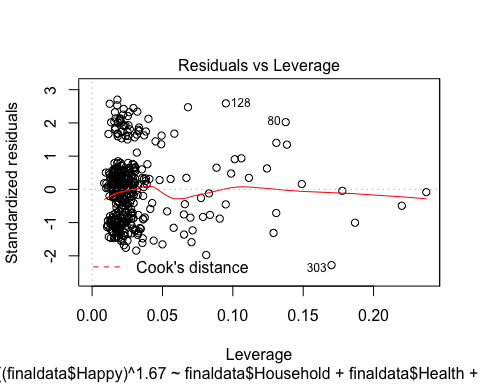 Residuals vs Leverage
Standardized residuals
3
2
1
0
-1
-2
128
80
303
Cook's distance
0.00 0.05 0.10 0.15 0.20
Leverage
((finaldata$Happy)^1.67 ~ finaldata$Household + finaldata$Health +